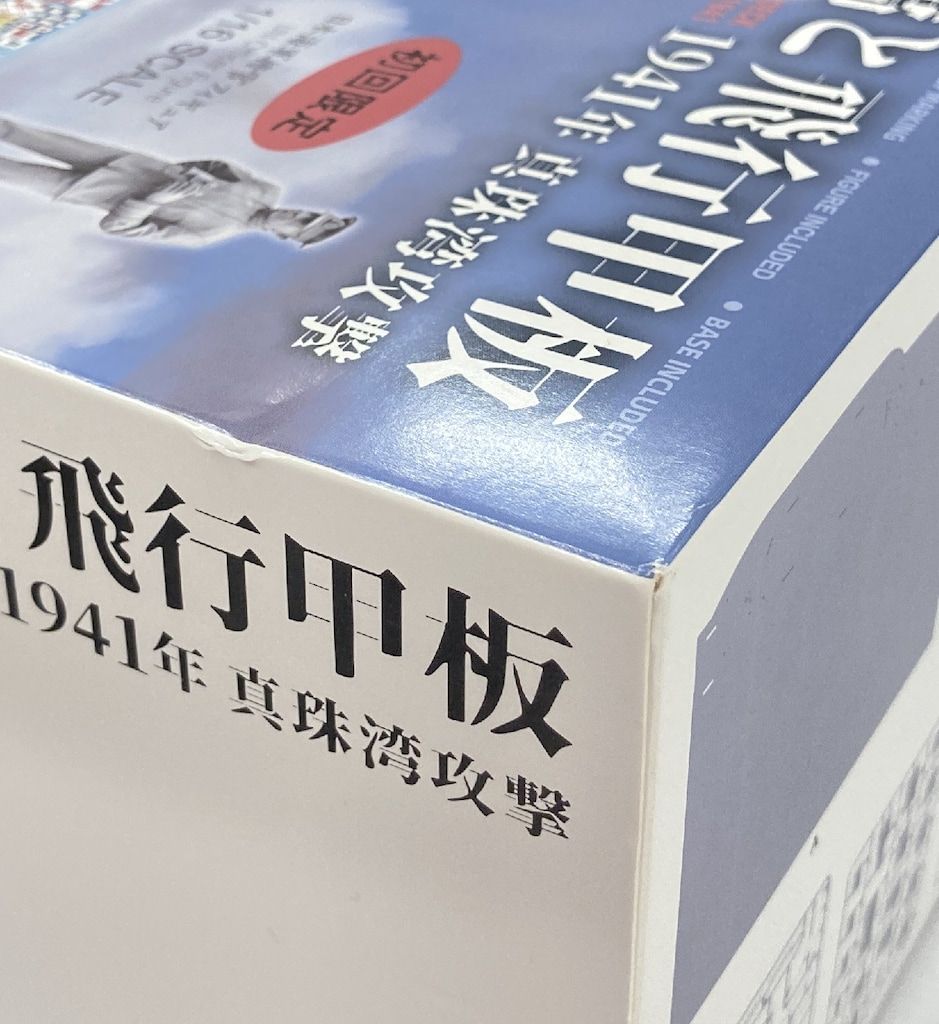 と飛行甲板
1941年 真珠湾攻撃
MARKING ● FIGURE INCLUDED ● BASE INCLUDED
初回限定
1/16 SCALE
飛行甲板
1941年 真珠湾攻撃